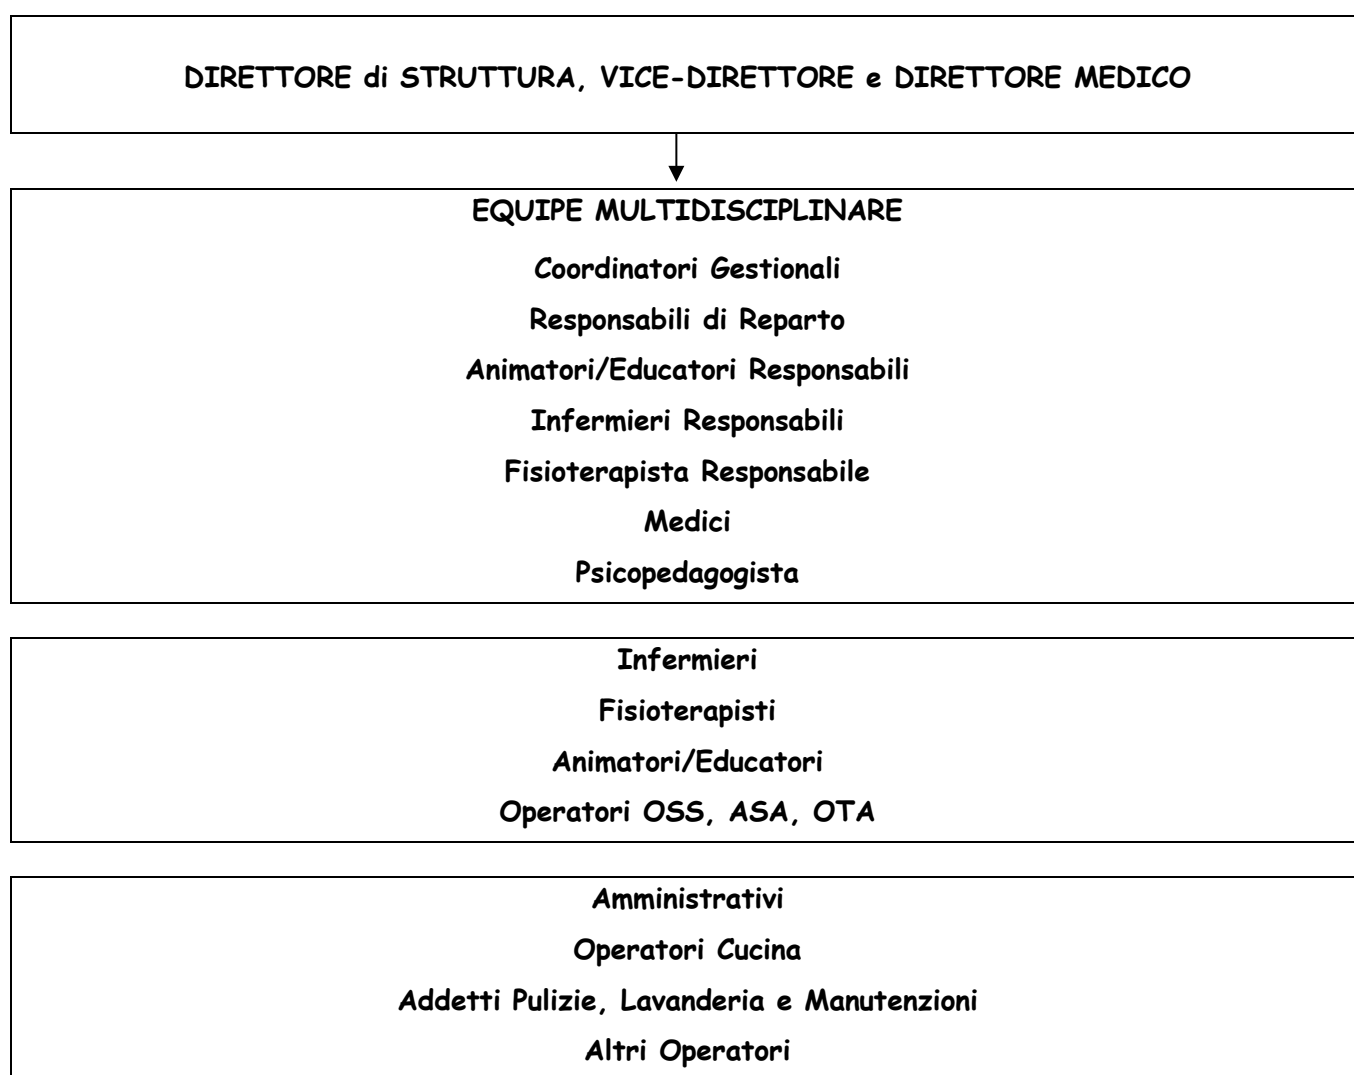 DIRETTORE di STRUTTURA, VICE-DIRETTORE e DIRETTORE MEDICO
EQUIPE MULTIDISCIPLINARE
Coordinatori Gestionali
Responsabili di Reparto
Animatori/Educatori Responsabili
Infermieri Responsabili
Fisioterapista Responsabile
Medici
Psicopedagogista
Infermieri
Fisioterapisti
Animatori/Educatori
Operatori OSS, ASA, OTA
Amministrativi
Operatori Cucina
Addetti Pulizie, Lavanderia e Manutenzioni
Altri Operatori